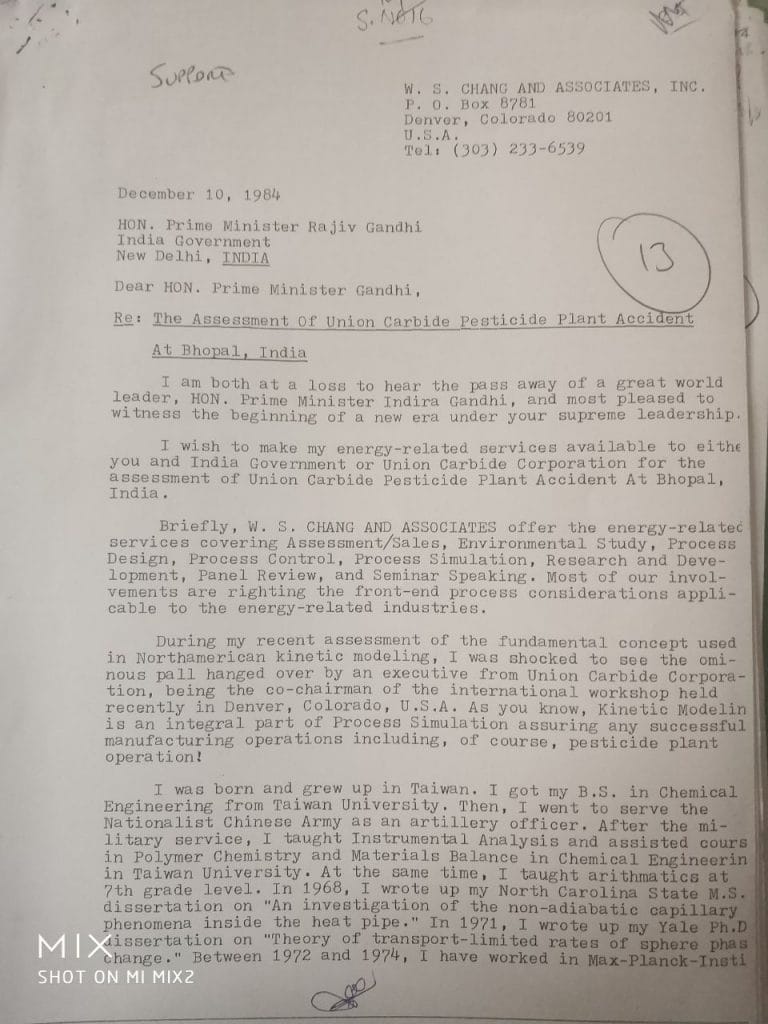 S. NATG
SUPPORT
W. S. CHANG AND ASSOCIATES, INC.
P. O. Box 8781
Denver, Colorado 80201
U.S.A.
Tel: (303) 233-6539
December 10, 1984
HON. Prime Minister Rajiv Gandhi
India Government
New Delhi, INDIA
13
Dear HON. Prime Minister Gandhi,
Re: The Assessment Of Union Carbide Pesticide Plant Accident
At Bhopal, India
I am both at a loss to hear the pass away of a great world
leader, HON. Prime Minister Indira Gandhi, and most pleased to
witness the beginning of a new era under your supreme leadership.
I wish to make my energy-related services available to eithe
you and India Government or Union Carbide Corporation for the
assessment of Union Carbide Pesticide Plant Accident At Bhopal,
India.
Briefly, W. S. CHANG AND ASSOCIATES offer the energy-related
services covering Assessment/Sales, Environmental Study, Process
Design, Process Control, Process Simulation, Research and Deve-
lopment, Panel Review, and Seminar Speaking. Most of our invol-
vements are righting the front-end process considerations appli-
cable to the energy-related industries.
During my recent assessment of the fundamental concept used
in Northamerican kinetic modeling, I was shocked to see the omi-
nous pall hanged over by an executive from Union Carbide Corpora-
tion, being the co-chairman of the international workshop held
recently in Denver, Colorado, U.S.A. As you know, Kinetic Modelin
is an integral part of Process Simulation assuring any successful
manufacturing operations including, of course, pesticide plant
operation!
I was born and grew up in Taiwan. I got my B.S. in Chemical
Engineering from Taiwan University. Then, I went to serve the
Nationalist Chinese Army as an artillery officer. After the mi-
litary service, I taught Instrumental Analysis and assisted cours
in Polymer Chemistry and Materials Balance in Chemical Engineerin
in Taiwan University. At the same time, I taught arithmatics at
7th grade level. In 1968, I wrote up my North Carolina State M.S.
dissertation on "An investigation of the non-adiabatic capillary
phenomena inside the heat pipe." In 1971, I wrote up my Yale Ph.D
dissertation on "Theory of transport-limited rates of sphere phas
change." Between 1972 and 1974, I have worked in Max-Planck-Insti
MIX
SHOT ON MI MIX2